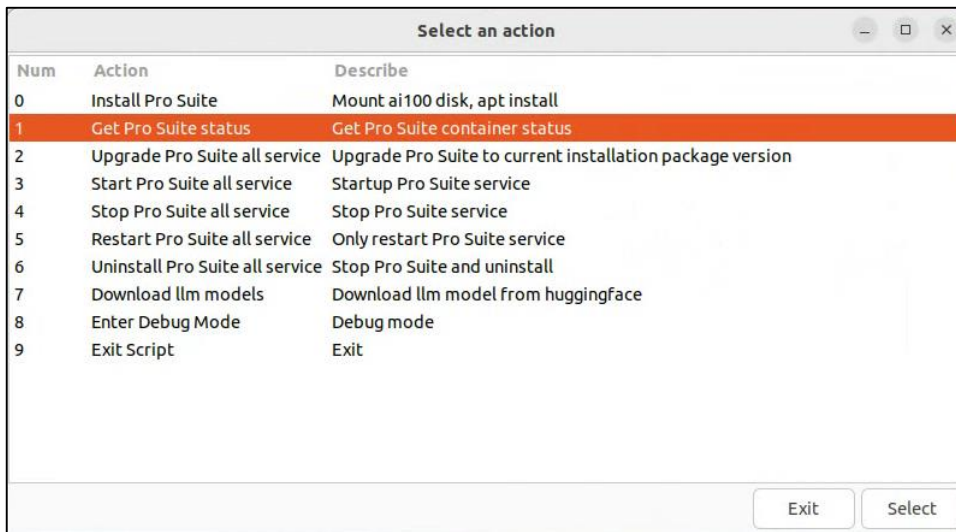 Select an action
Num Action Describe
0 Install Pro Suite Mount ai100 disk, apt install
1 Get Pro Suite status Get Pro Suite container status
2 Upgrade Pro Suite all service Upgrade Pro Suite to current installation package version
3 Start Pro Suite all service Startup Pro Suite service
4 Stop Pro Suite all service Stop Pro Suite service
5 Restart Pro Suite all service Only restart Pro Suite service
6 Uninstall Pro Suite all service Stop Pro Suite and uninstall
7 Download llm models Download llm model from huggingface
8 Enter Debug Mode Debug mode
9 Exit Script Exit
Exit Select